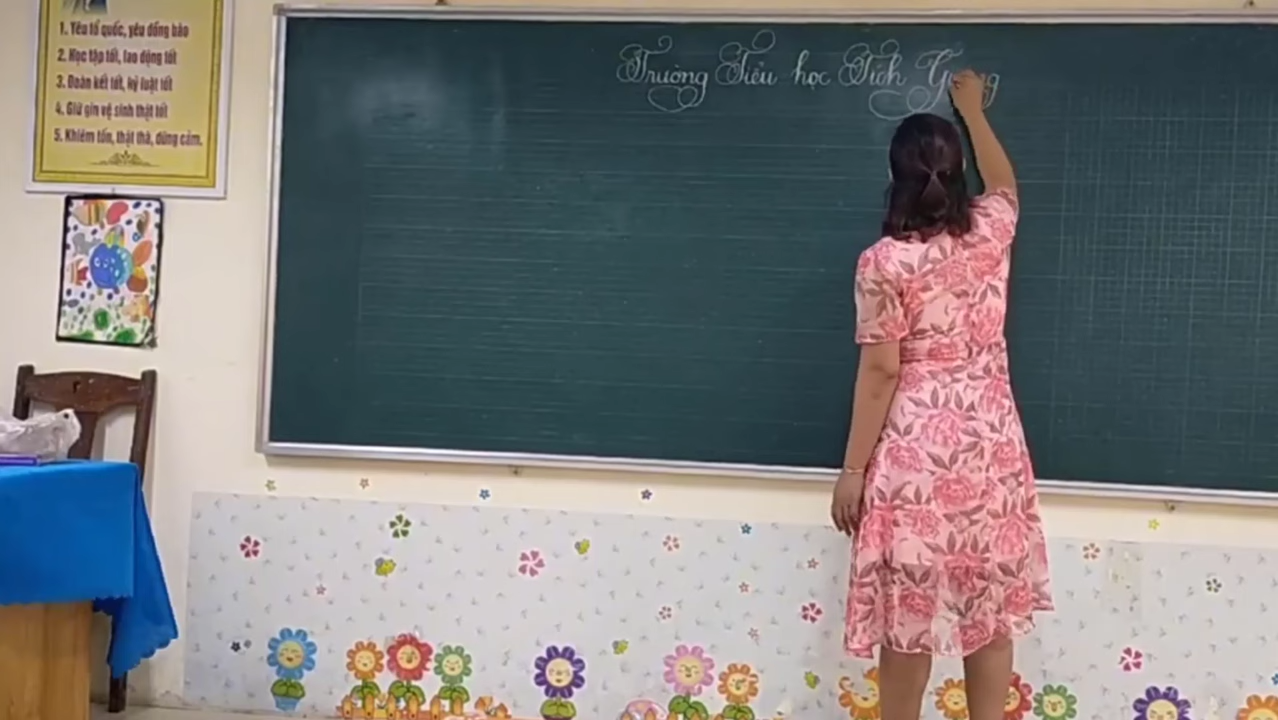 1. Yêu tổ quốc, yêu đồng bào
2. Học tập tốt, lao động tốt
3. Đoàn kết tốt, kỷ luật tốt
4. Giữ gìn vệ sinh thật tốt
5. Khiêm tốn, thật thà, dũng cảm.
Trường Tiểu học Tích